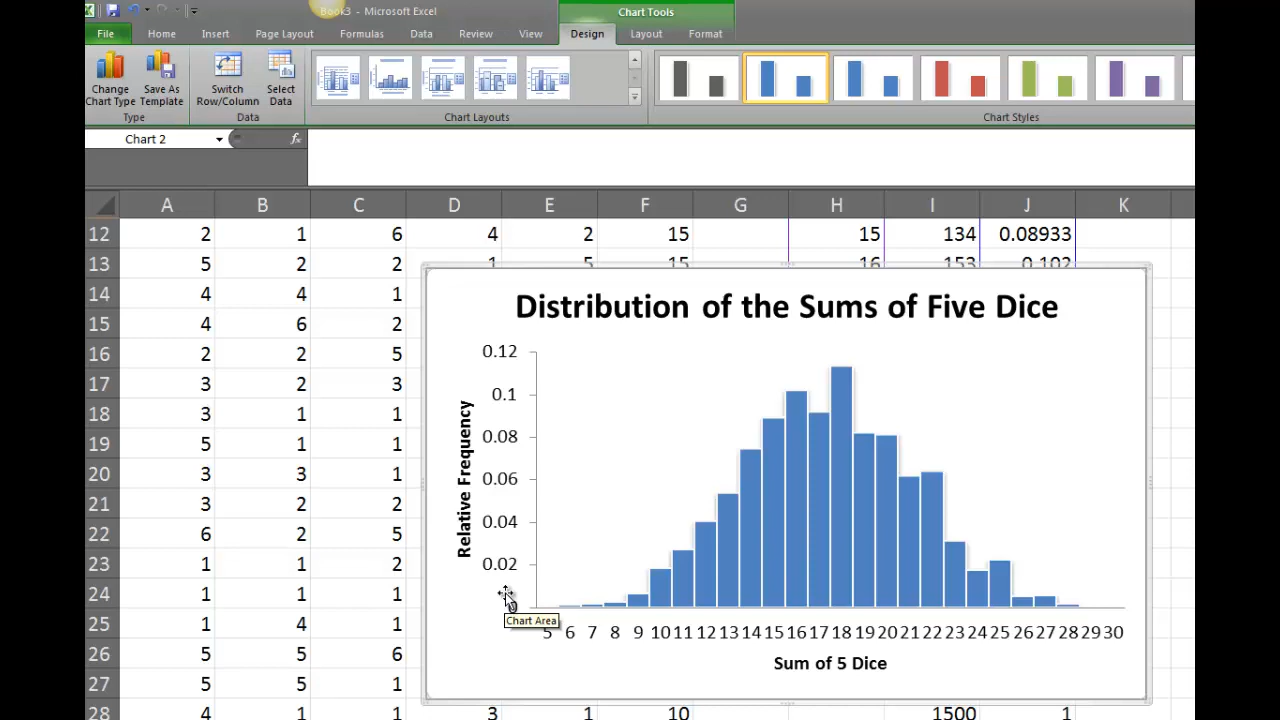 Book3 - Microsoft Excel
Chart Tools
File Home Insert Page Layout Formulas Data Review View Design Layout Format
Change Chart Type
Save As Template
Switch Row/Column
Select Data
Type Data Chart Layouts Chart Styles
Chart 2 fx
A B C D E F G H I J K
12 2 1 6 4 2 15 15 134 0.08933
13 5 2 2 1 5 15 16 153 0.102
14 4 4 1
15 4 6 2
16 2 2 5
17 3 2 3
18 3 1 1
19 5 1 1
20 3 3 1
21 3 2 2
22 6 2 5
23 1 1 2
24 1 1 1
25 1 4 1
26 5 5 6
27 5 5 1
28 4 1 1 3 1 10 1500 1
Distribution of the Sums of Five Dice
Relative Frequency
0.12
0.1
0.08
0.06
0.04
0.02
0
Chart Area
5 6 7 8 9 10 11 12 13 14 15 16 17 18 19 20 21 22 23 24 25 26 27 28 29 30
Sum of 5 Dice